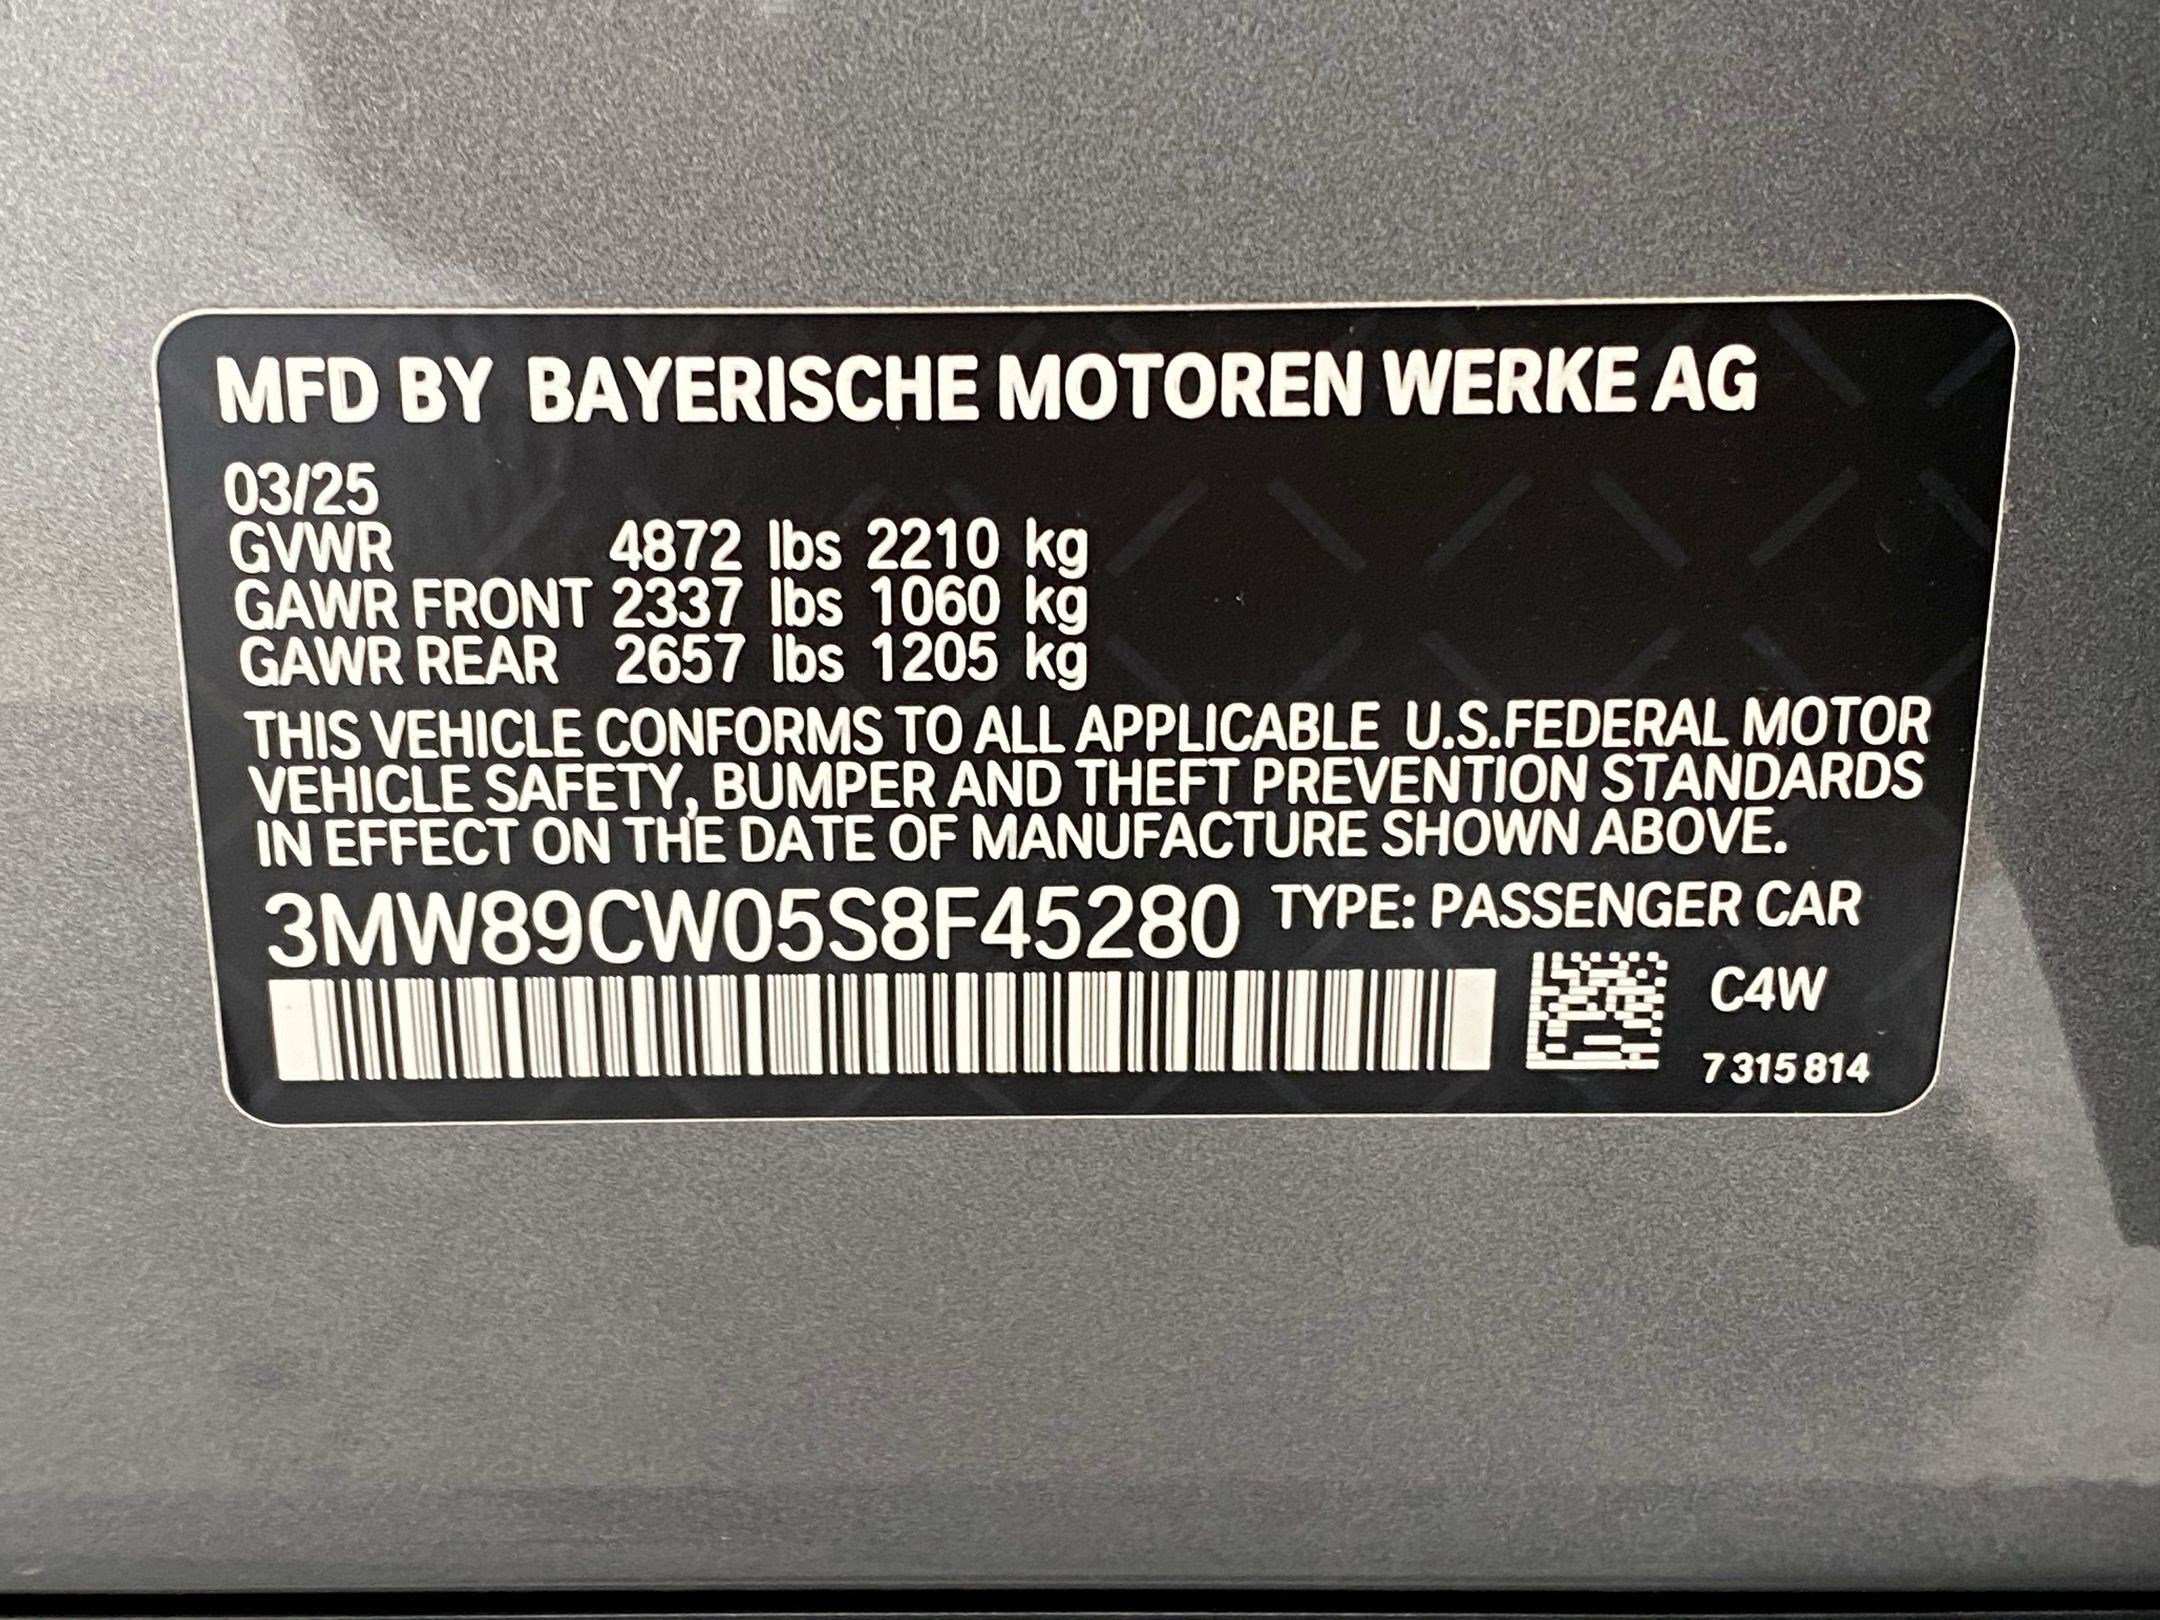 MFD BY BAYERISCHE MOTOREN WERKE AG
03/25
GVWR 4872 lbs 2210 kg
GAWR FRONT 2337 lbs 1060 kg
GAWR REAR 2657 lbs 1205 kg
THIS VEHICLE CONFORMS TO ALL APPLICABLE U.S.FEDERAL MOTOR
VEHICLE SAFETY, BUMPER AND THEFT PREVENTION STANDARDS
IN EFFECT ON THE DATE OF MANUFACTURE SHOWN ABOVE.
3MW89CW05S8F45280 TYPE: PASSENGER CAR
C4W
7 315 814